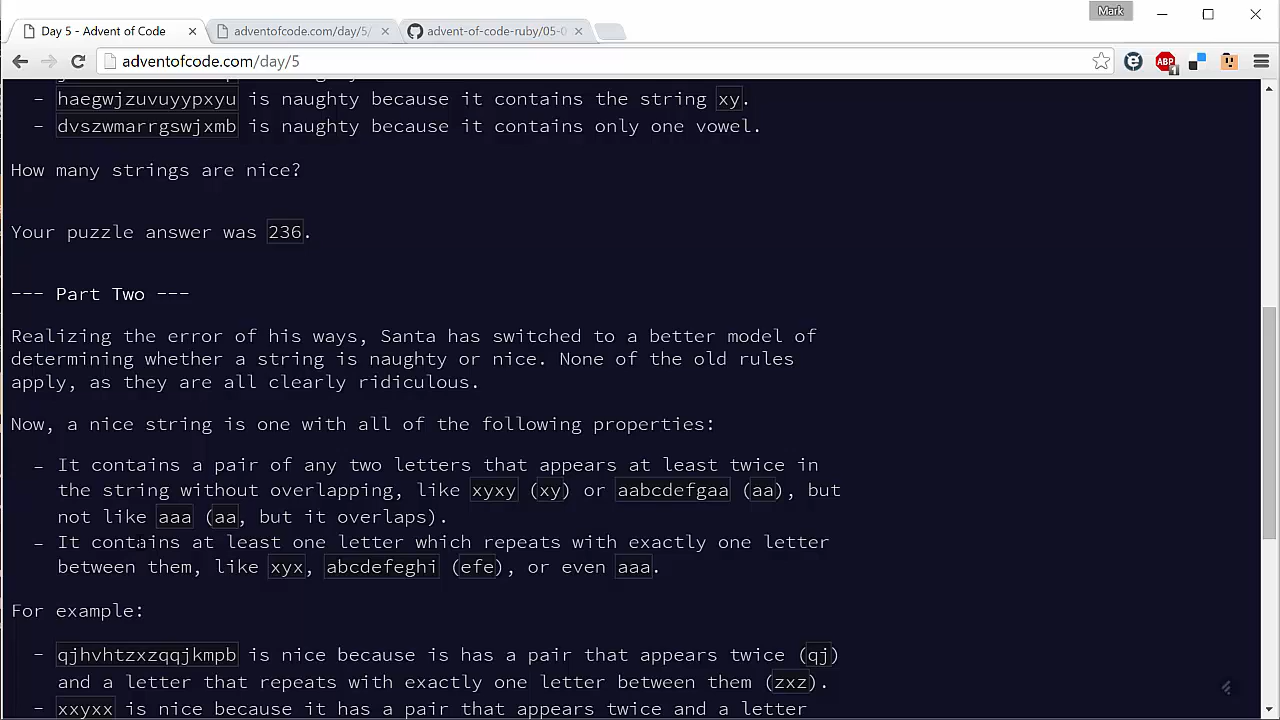 Mark
Day 5 - Advent of Code
adventofcode.com/day/5/
advent-of-code-ruby/05-0
adventofcode.com/day/5
ABP
1
- haegwjzuvuyypxyu is naughty because it contains the string xy.
- dvszwmarrgswjxmb is naughty because it contains only one vowel.
How many strings are nice?
Your puzzle answer was 236.
--- Part Two ---
Realizing the error of his ways, Santa has switched to a better model of
determining whether a string is naughty or nice. None of the old rules
apply, as they are all clearly ridiculous.
Now, a nice string is one with all of the following properties:
- It contains a pair of any two letters that appears at least twice in
the string without overlapping, like xyxy (xy) or aabcdefgaa (aa), but
not like aaa (aa, but it overlaps).
- It contains at least one letter which repeats with exactly one letter
between them, like xyx, abcdefeghi (efe), or even aaa.
For example:
- qjhvhtzxzqqjkmpb is nice because is has a pair that appears twice (qj)
and a letter that repeats with exactly one letter between them (zxz).
- xxyxx is nice because it has a pair that appears twice and a letter